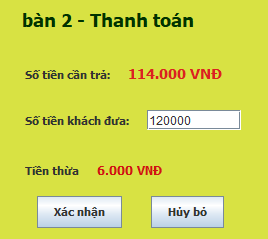 bàn 2 - Thanh toán
Số tiền cần trả: 114.000 VNĐ
Số tiền khách đưa: 120000
Tiền thừa 6.000 VNĐ
Xác nhận Hủy bỏ